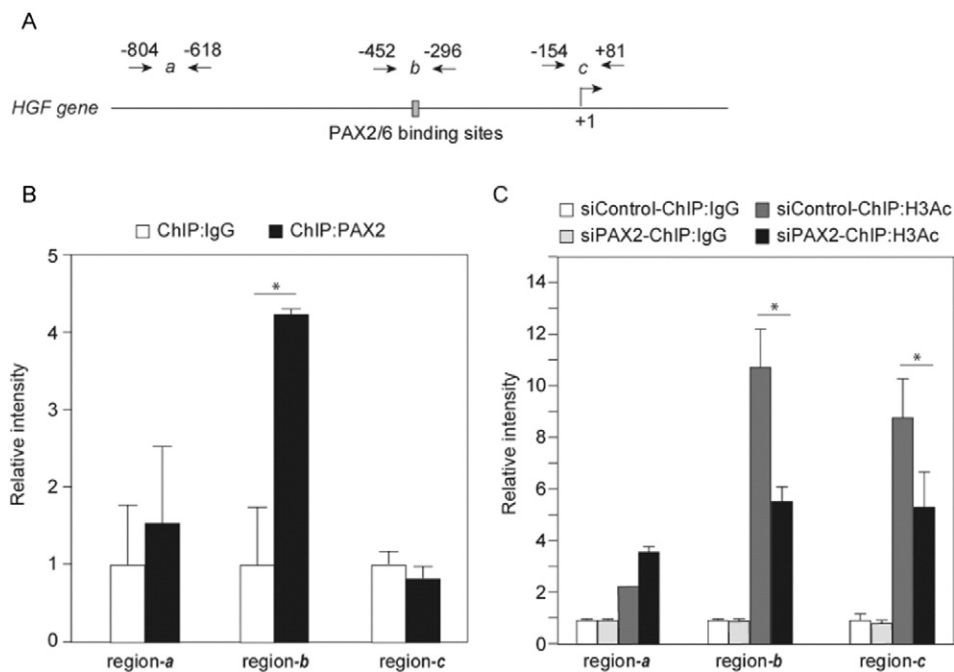 A
-804 -618 -452 -296 -154 +81
a b c
HGF gene
+1
PAX2/6 binding sites
B
ChIP:IgG ChIP:PAX2
5
4
3
2
1
0
Relative intensity
*
region-a region-b region-c
C
siControl-ChIP:IgG siControl-ChIP:H3Ac
siPAX2-ChIP:IgG siPAX2-ChIP:H3Ac
14
12
10
8
6
4
2
0
Relative intensity
*
*
region-a region-b region-c